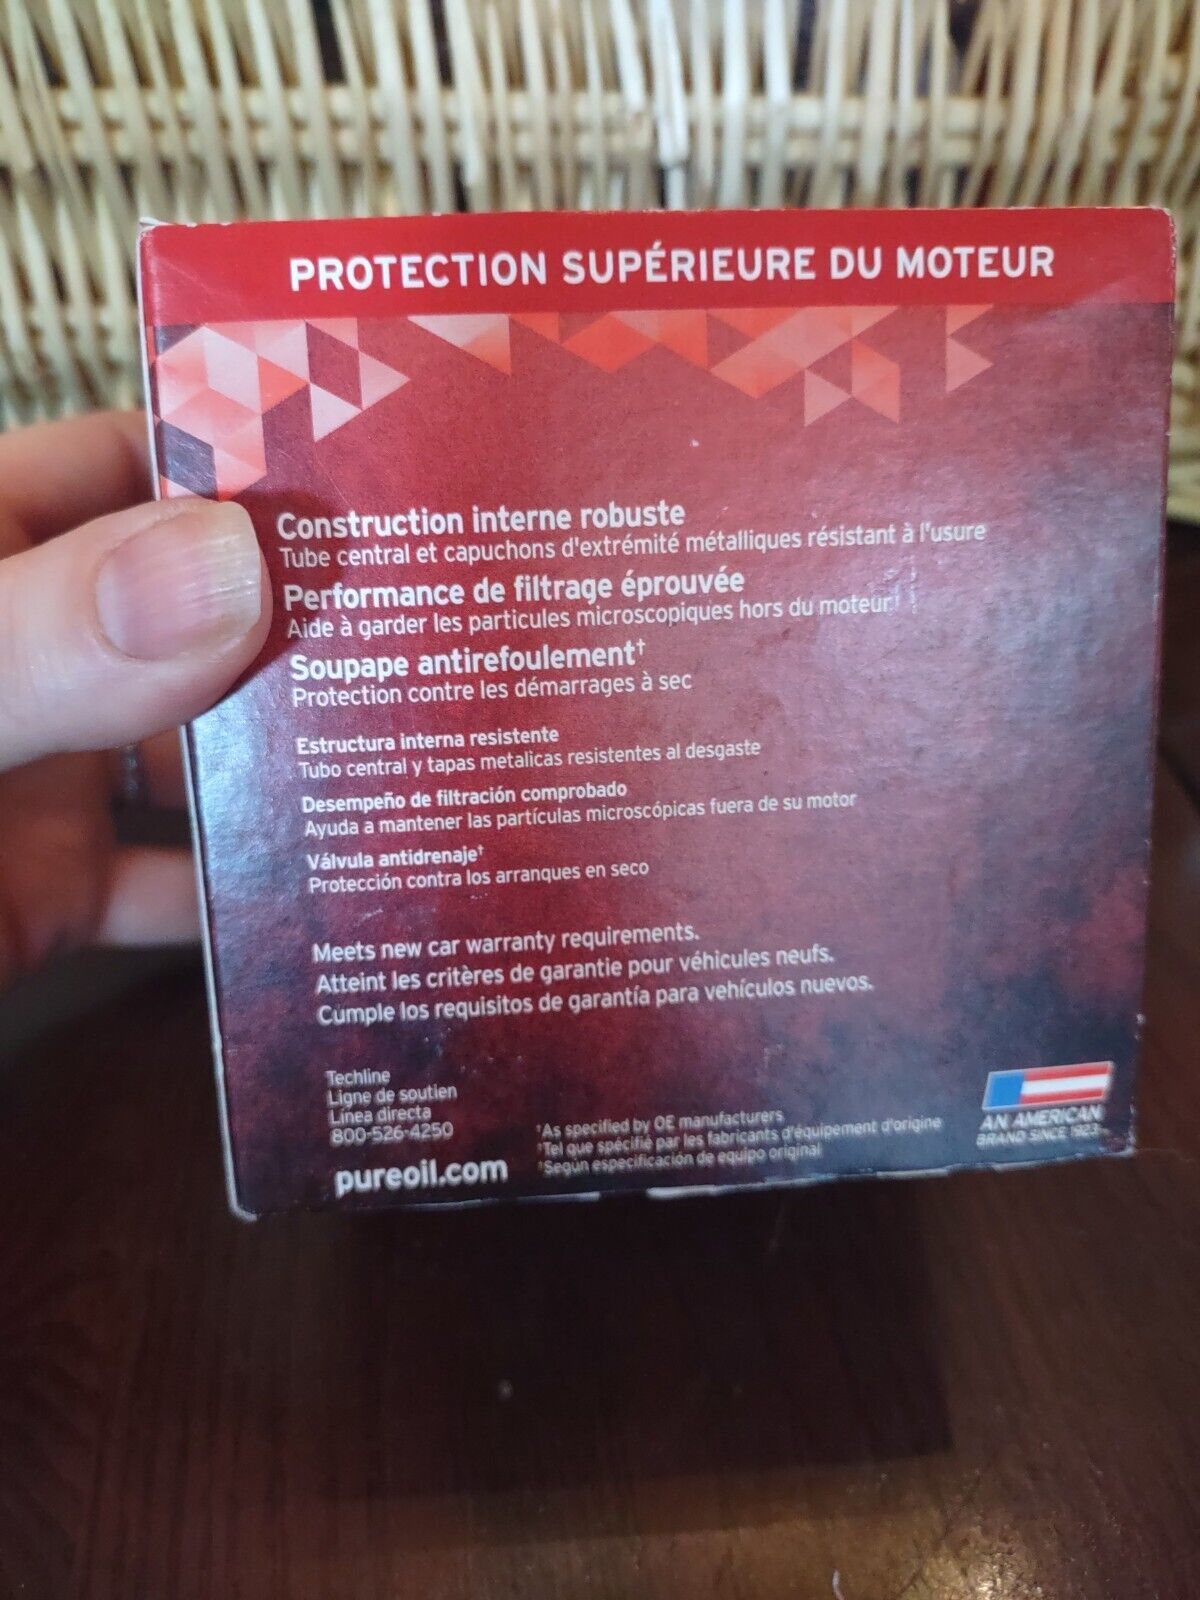 PROTECTION SUPÉRIEURE DU MOTEUR
Construction interne robuste
Tube central et capuchons d'extrémité métalliques résistant à l'usure
Performance de filtrage éprouvée
Aide à garder les particules microscopiques hors du moteur
Soupape antirefoulement†
Protection contre les démarrages à sec
Estructura interna resistente
Tubo central y tapas metalicas resistentes al desgaste
Desempeño de filtración comprobado
Ayuda a mantener las partículas microscópicas fuera de su motor
Válvula antidrenaje†
Protección contra los arranques en seco
Meets new car warranty requirements.
Atteint les critères de garantie pour véhicules neufs.
Cumple los requisitos de garantía para vehículos nuevos.
Techline
Ligne de soutien
Línea directa
800-526-4250
pureoil.com
†As specified by OE manufacturers
†Tel que spécifié par les fabricants d'équipement d'origine
†Según especificación de equipo original
AN AMERICAN
BRAND SINCE 1923